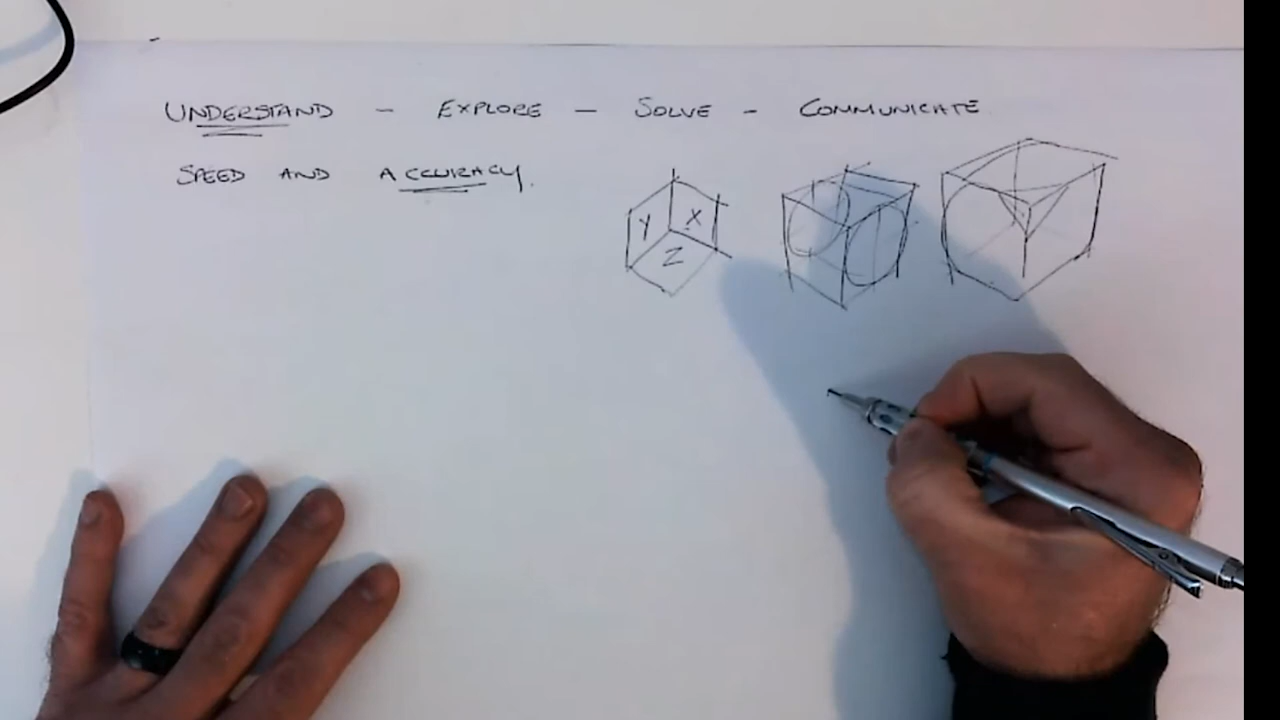 UNDERSTAND - EXPLORE - SOLVE - COMMUNICATE
SPEED AND ACCURACY.
Y X
Z